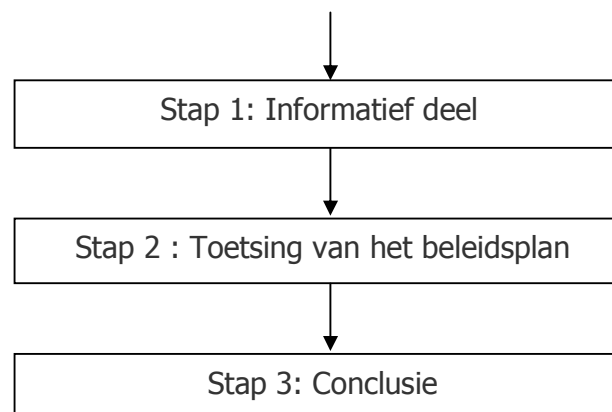 Stap 1: Informatief deel
Stap 2 : Toetsing van het beleidsplan
Stap 3: Conclusie